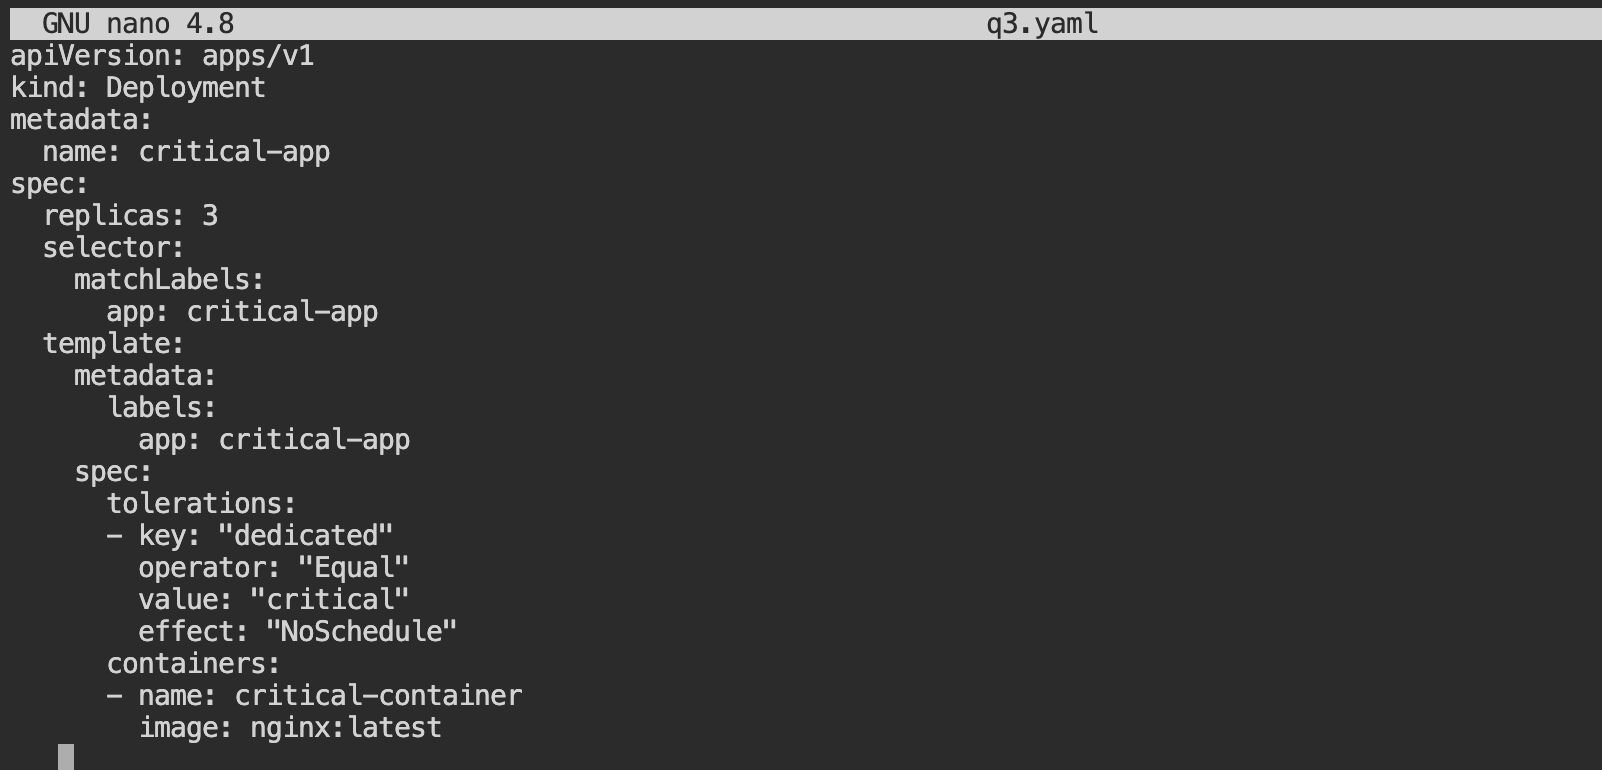 GNU nano 4.8 q3.yaml
apiVersion: apps/v1
kind: Deployment
metadata:
  name: critical-app
spec:
  replicas: 3
  selector:
    matchLabels:
      app: critical-app
  template:
    metadata:
      labels:
        app: critical-app
    spec:
      tolerations:
      - key: "dedicated"
        operator: "Equal"
        value: "critical"
        effect: "NoSchedule"
      containers:
      - name: critical-container
        image: nginx:latest